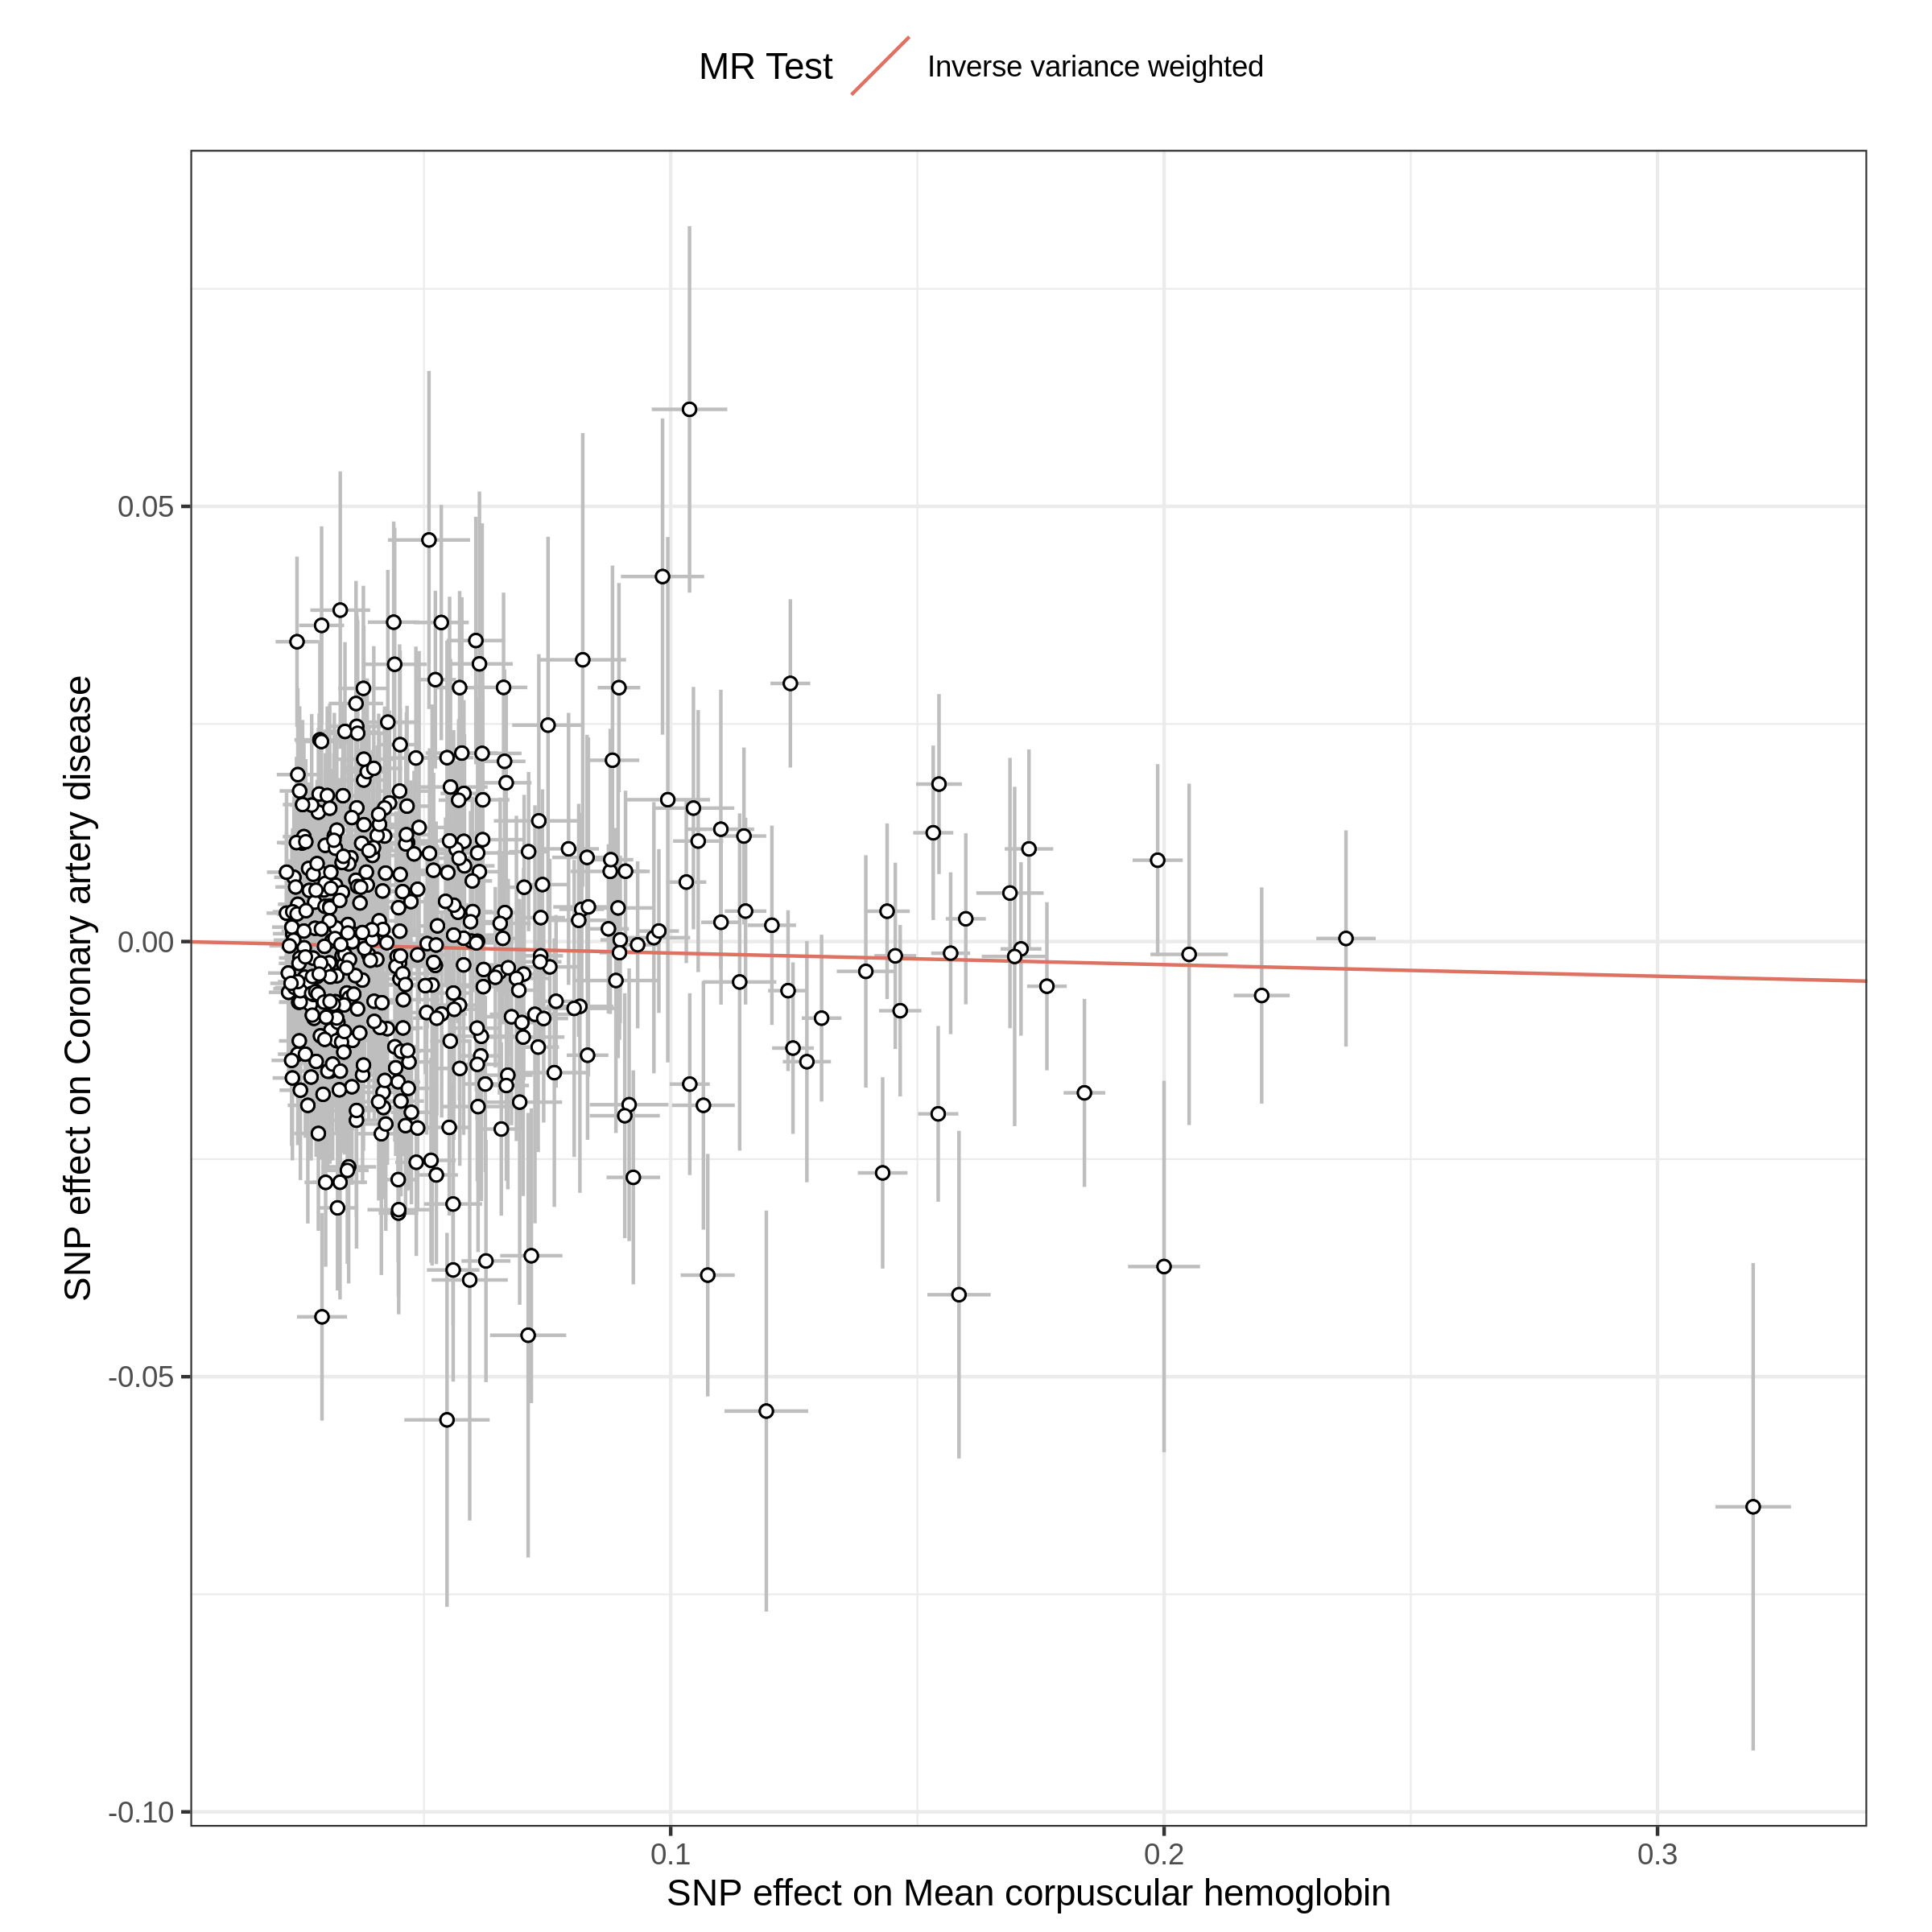 MR Test Inverse variance weighted
SNP effect on Coronary artery disease
0.05
0.00
-0.05
-0.10
0.1 0.2 0.3
SNP effect on Mean corpuscular hemoglobin